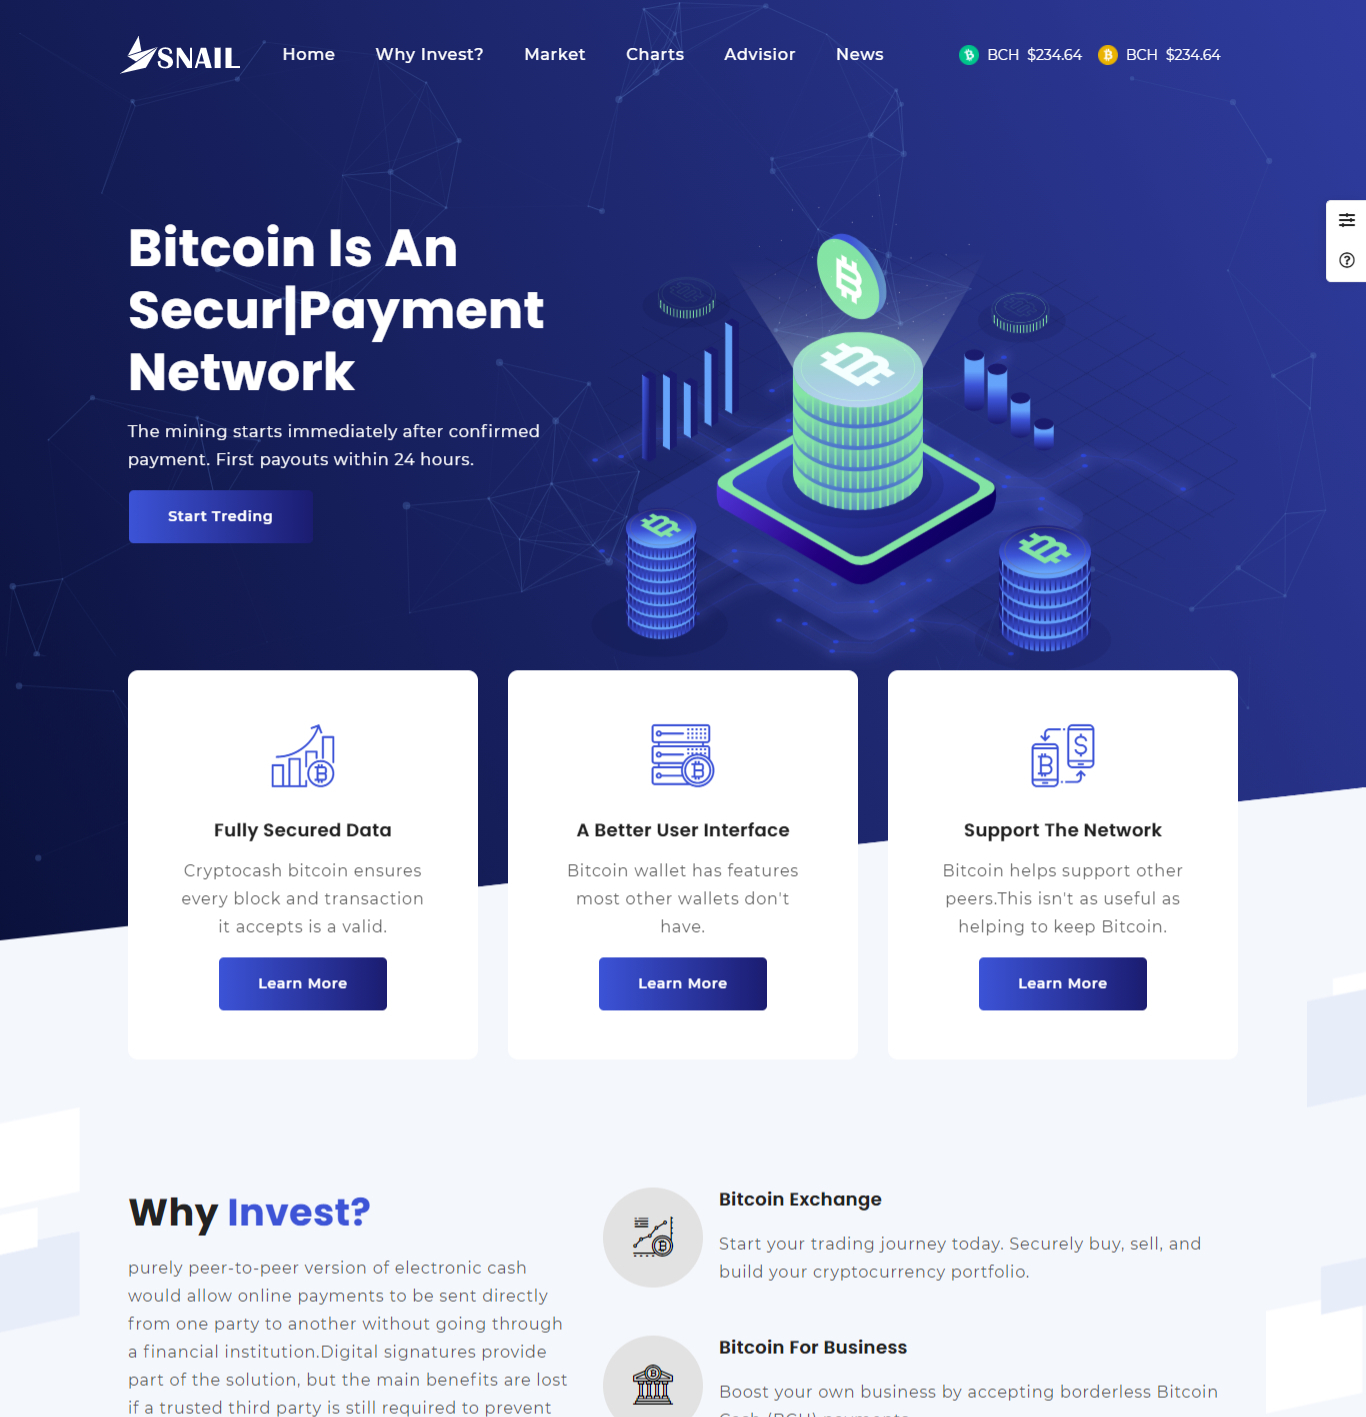 SNAIL
Home Why Invest? Market Charts Advisior News
BCH $234.64 BCH $234.64
Bitcoin Is An
Secur|Payment
Network
The mining starts immediately after confirmed
payment. First payouts within 24 hours.
Start Treding
Fully Secured Data
Cryptocash bitcoin ensures
every block and transaction
it accepts is a valid.
Learn More
A Better User Interface
Bitcoin wallet has features
most other wallets don't
have.
Learn More
Support The Network
Bitcoin helps support other
peers.This isn't as useful as
helping to keep Bitcoin.
Learn More
Why Invest?
purely peer-to-peer version of electronic cash
would allow online payments to be sent directly
from one party to another without going through
a financial institution.Digital signatures provide
part of the solution, but the main benefits are lost
if a trusted third party is still required to prevent
Bitcoin Exchange
Start your trading journey today. Securely buy, sell, and
build your cryptocurrency portfolio.
Bitcoin For Business
Boost your own business by accepting borderless Bitcoin
Cash (BCH) payments